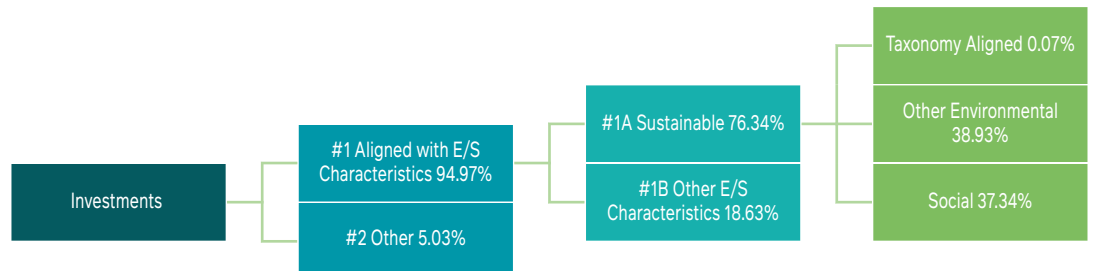 Investments
#1 Aligned with E/S
Characteristics 94.97%
#2 Other 5.03%
#1A Sustainable 76.34%
#1B Other E/S
Characteristics 18.63%
Taxonomy Aligned 0.07%
Other Environmental
38.93%
Social 37.34%